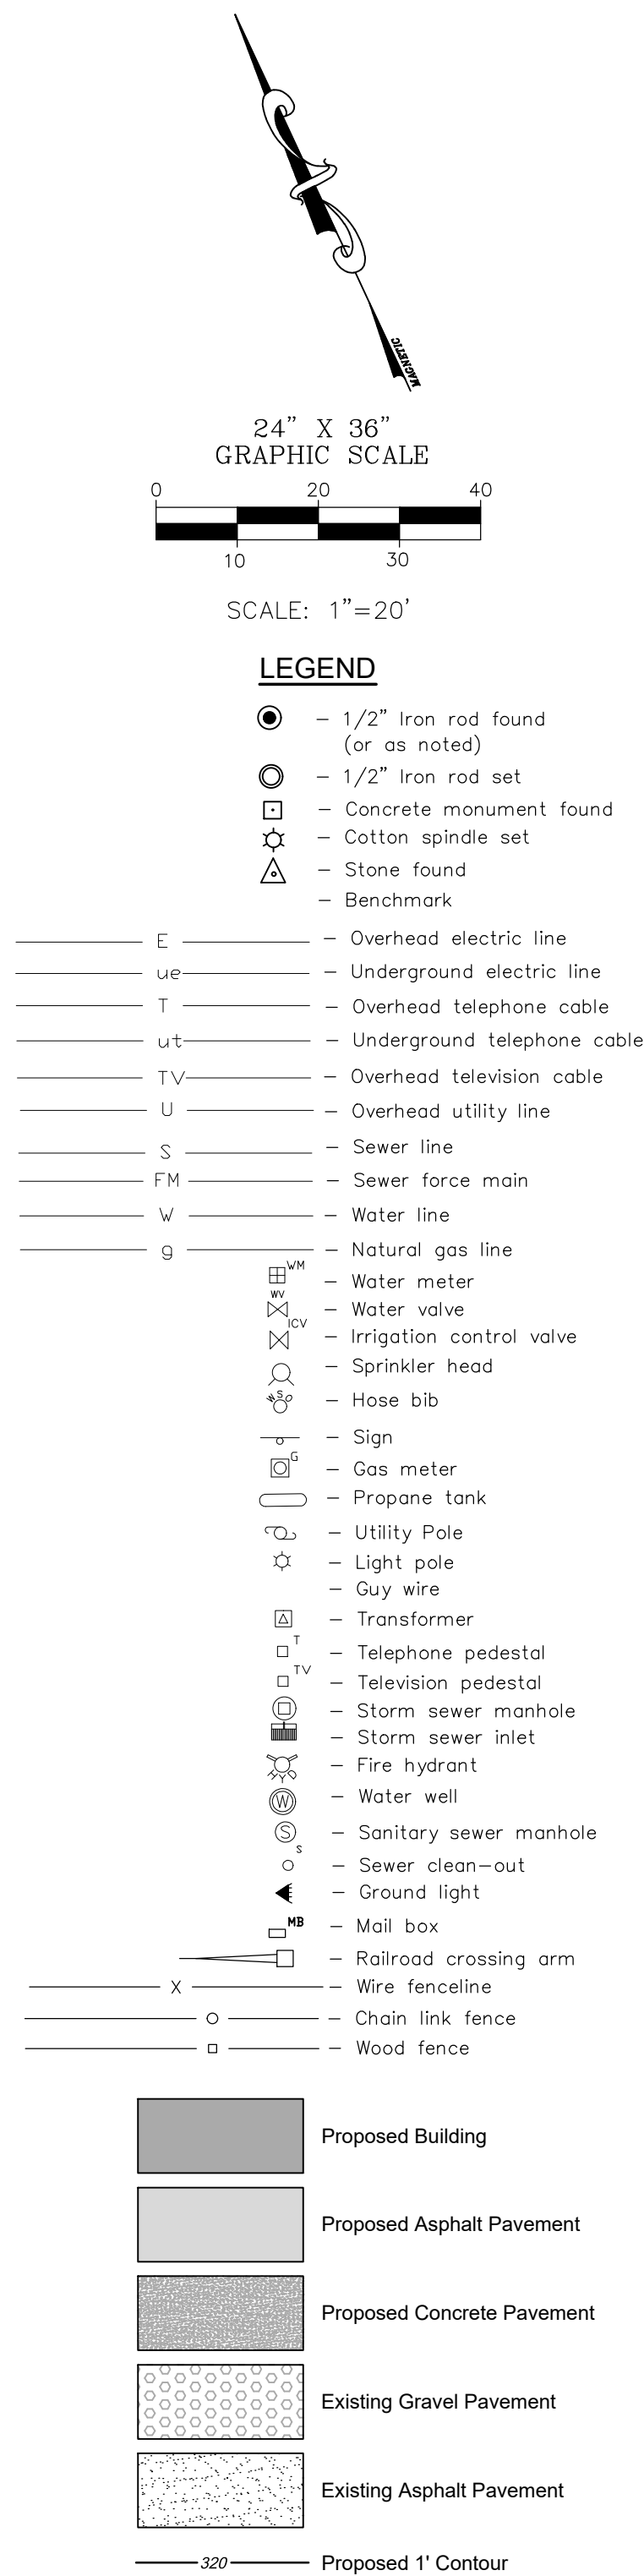 MAGNETIC
24" X 36"
GRAPHIC SCALE
0 20 40
10 30
SCALE: 1"=20'
LEGEND
– 1/2" Iron rod found
(or as noted)
– 1/2" Iron rod set
– Concrete monument found
– Cotton spindle set
– Stone found
– Benchmark
E – Overhead electric line
ue – Underground electric line
T – Overhead telephone cable
ut – Underground telephone cable
TV – Overhead television cable
U – Overhead utility line
S – Sewer line
FM – Sewer force main
W – Water line
g – Natural gas line
WM – Water meter
WV – Water valve
ICV – Irrigation control valve
– Sprinkler head
WSO – Hose bib
– Sign
G – Gas meter
– Propane tank
– Utility Pole
– Light pole
– Guy wire
– Transformer
T – Telephone pedestal
TV – Television pedestal
– Storm sewer manhole
– Storm sewer inlet
HYD – Fire hydrant
W – Water well
S – Sanitary sewer manhole
S – Sewer clean–out
– Ground light
MB – Mail box
– Railroad crossing arm
X – Wire fenceline
– Chain link fence
– Wood fence
Proposed Building
Proposed Asphalt Pavement
Proposed Concrete Pavement
Existing Gravel Pavement
Existing Asphalt Pavement
320 Proposed 1' Contour